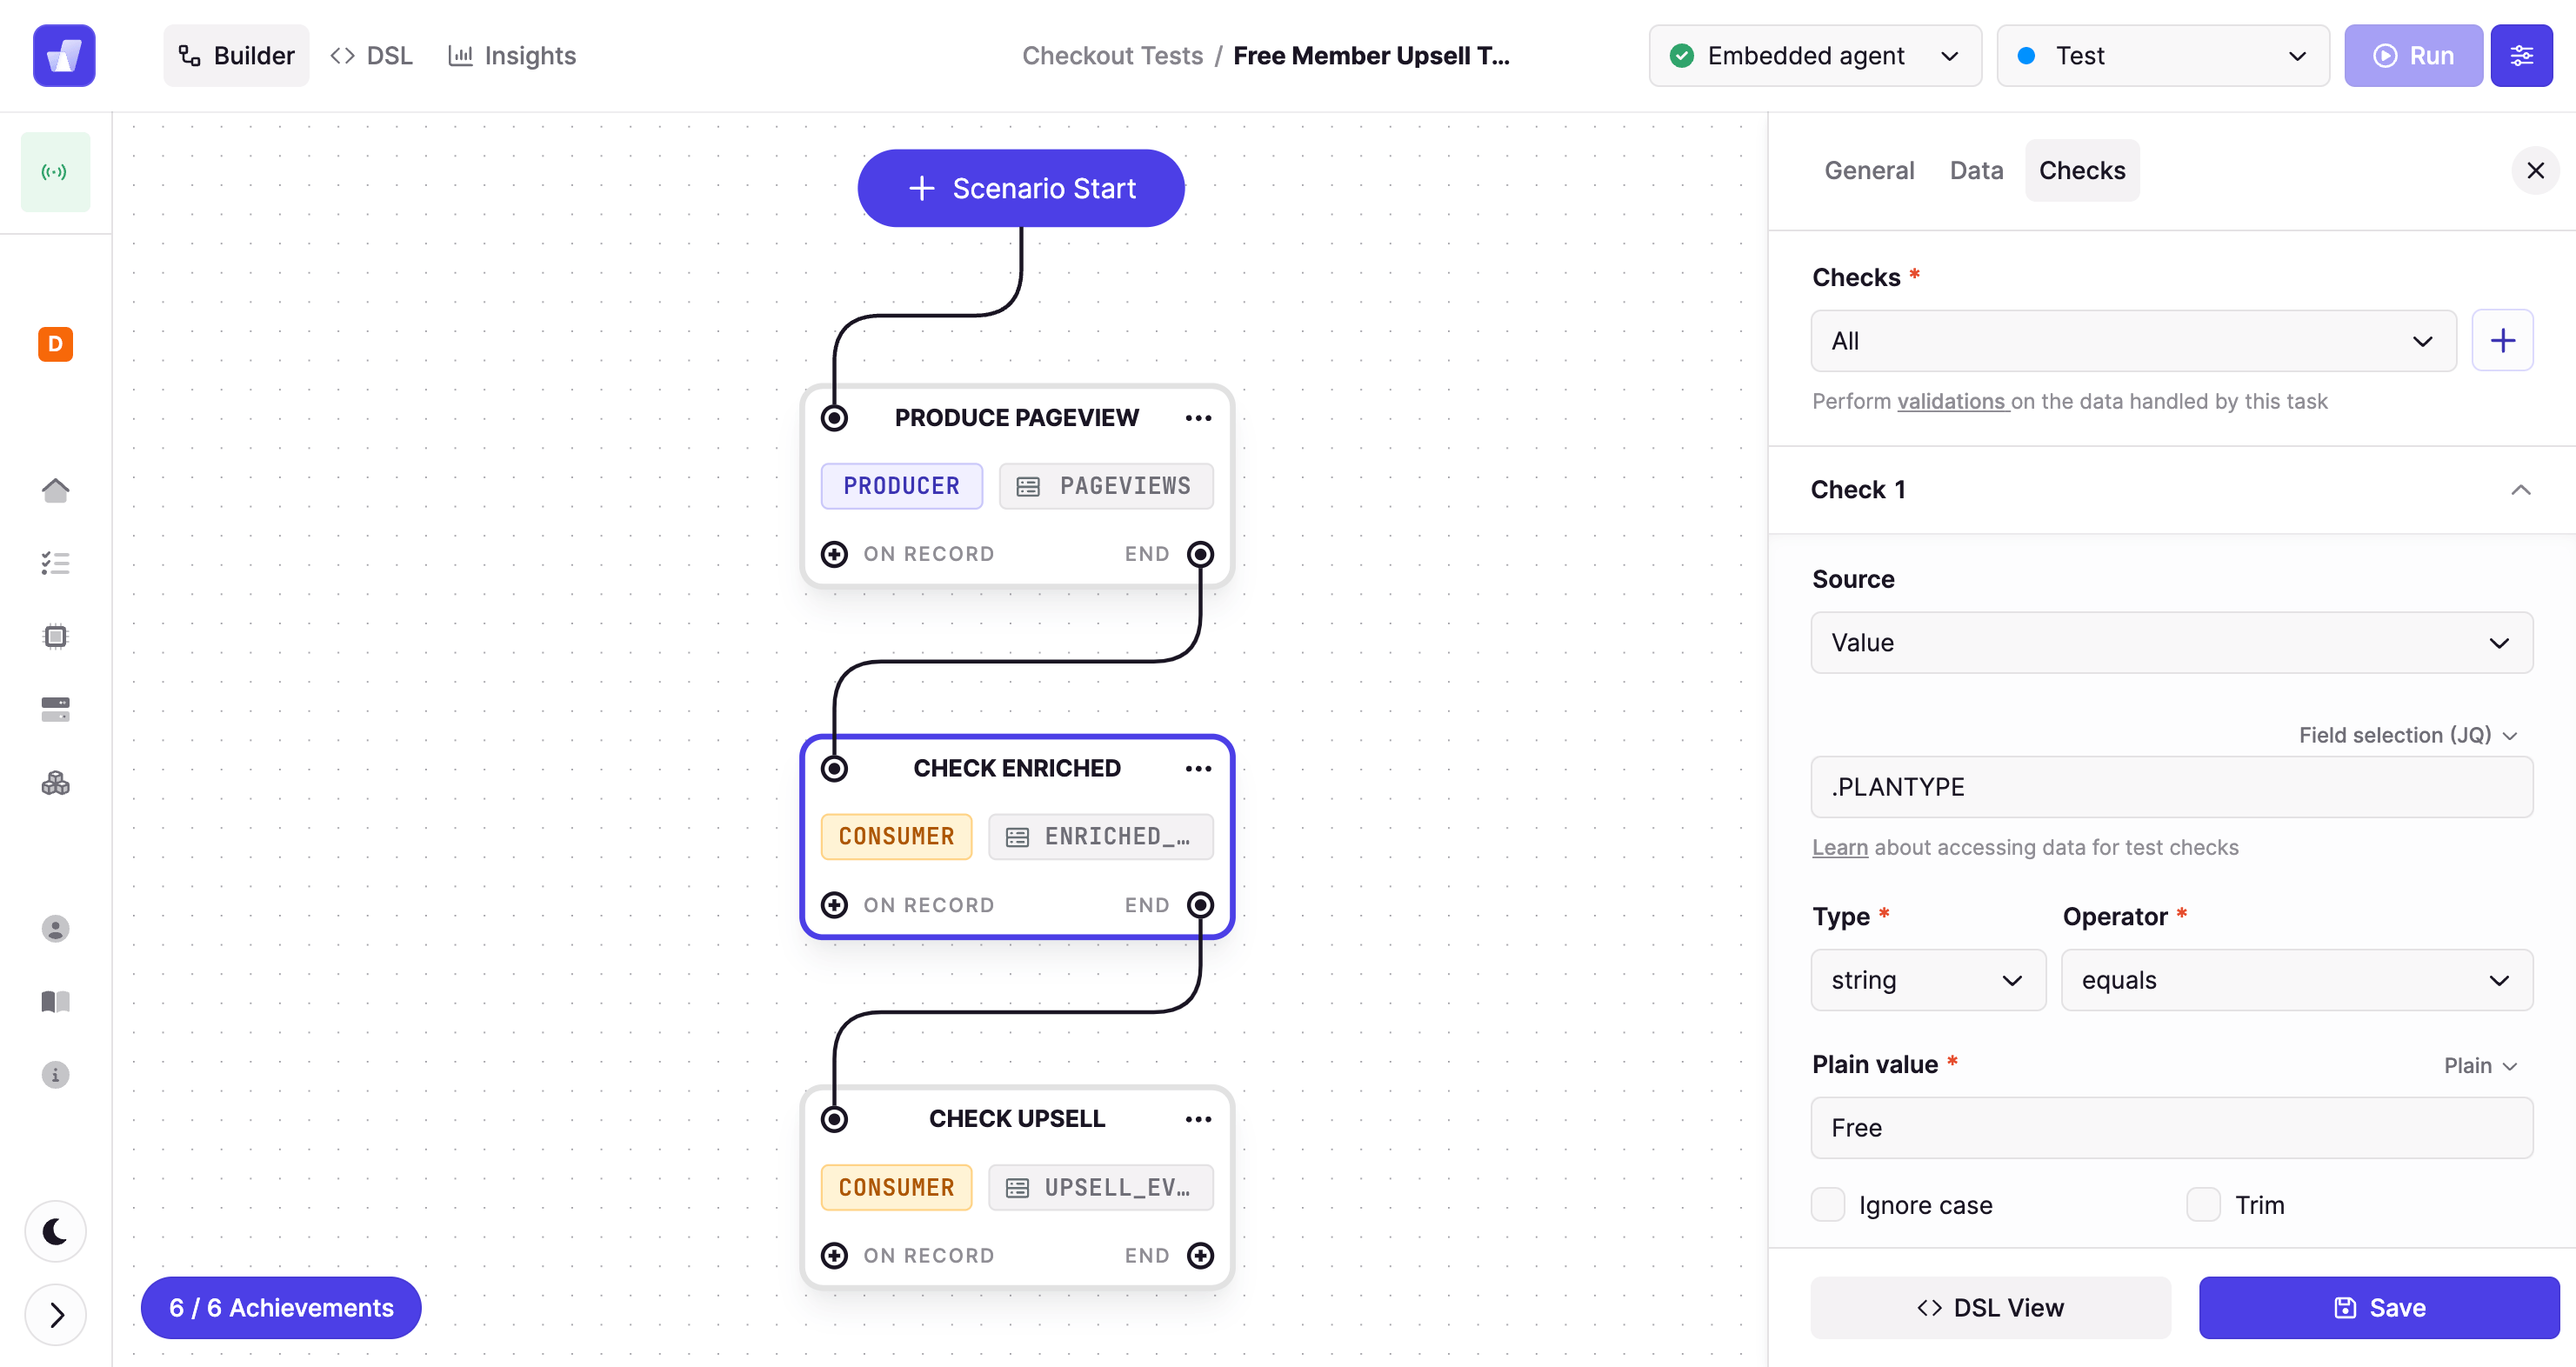 Builder
DSL
Insights
Checkout Tests / Free Member Upsell T...
Embedded agent
Test
Run
D
Scenario Start
PRODUCE PAGEVIEW
PRODUCER
PAGEVIEWS
ON RECORD
END
CHECK ENRICHED
CONSUMER
ENRICHED_...
ON RECORD
END
CHECK UPSELL
CONSUMER
UPSELL_EV...
ON RECORD
END
6 / 6 Achievements
General
Data
Checks
Checks *
All
Perform validations on the data handled by this task
Check 1
Source
Value
Field selection (JQ)
.PLANTYPE
Learn about accessing data for test checks
Type *
Operator *
string
equals
Plain value *
Plain
Free
Ignore case
Trim
<> DSL View
Save